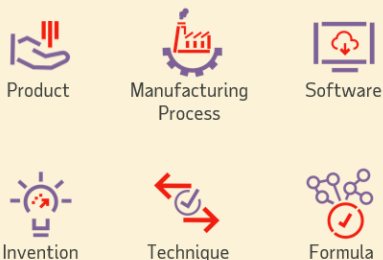 Product
Manufacturing
Process
Software
Invention
Technique
Formula